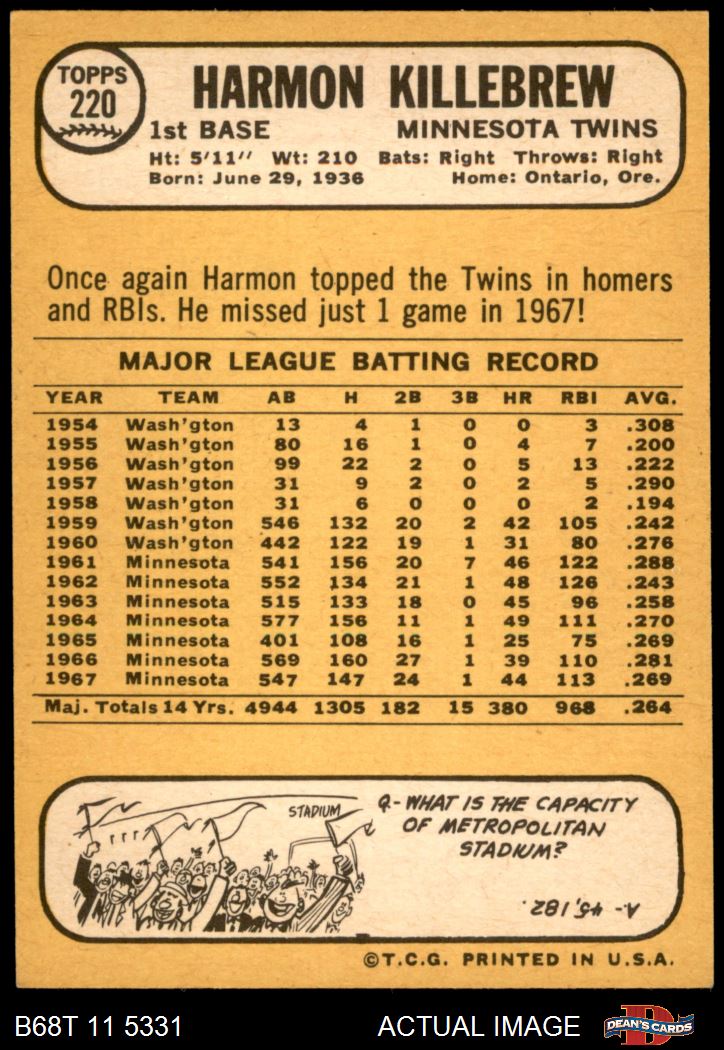 TOPPS
220
HARMON KILLEBREW
1st BASE MINNESOTA TWINS
Ht: 5'11" Wt: 210 Bats: Right Throws: Right
Born: June 29, 1936 Home: Ontario, Ore.
Once again Harmon topped the Twins in homers
and RBIs. He missed just 1 game in 1967!
MAJOR LEAGUE BATTING RECORD
YEAR TEAM AB H 2B 3B HR RBI AVG.
1954 Wash'gton 13 4 1 0 0 3 .308
1955 Wash'gton 80 16 1 0 4 7 .200
1956 Wash'gton 99 22 2 0 5 13 .222
1957 Wash'gton 31 9 2 0 2 5 .290
1958 Wash'gton 31 6 0 0 0 2 .194
1959 Wash'gton 546 132 20 2 42 105 .242
1960 Wash'gton 442 122 19 1 31 80 .276
1961 Minnesota 541 156 20 7 46 122 .288
1962 Minnesota 552 134 21 1 48 126 .243
1963 Minnesota 515 133 18 0 45 96 .258
1964 Minnesota 577 156 11 1 49 111 .270
1965 Minnesota 401 108 16 1 25 75 .269
1966 Minnesota 569 160 27 1 39 110 .281
1967 Minnesota 547 147 24 1 44 113 .269
Maj. Totals 14 Yrs. 4944 1305 182 15 380 968 .264
STADIUM
Q- WHAT IS THE CAPACITY
OF METROPOLITAN
STADIUM?
A- 45,182.
©T.C.G. PRINTED IN U.S.A.
B68T 11 5331 ACTUAL IMAGE
D
DEAN'S CARDS